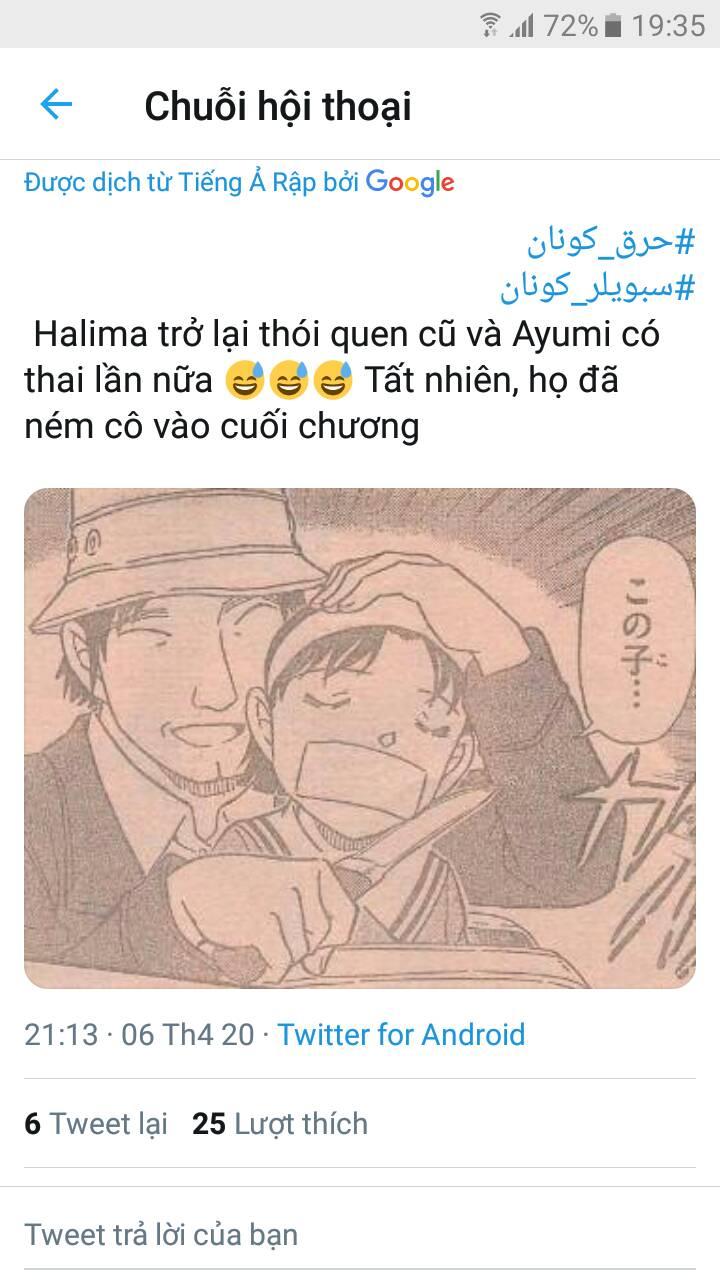 72% 19:35
Chuỗi hội thoại
Được dịch từ Tiếng Ả Rập bởi Google
#حرق_كونان
#سبويلر_كونان
Halima trở lại thói quen cũ và Ayumi có
thai lần nữa 😅😅😅 Tất nhiên, họ đã
ném cô vào cuối chương
この子…
21:13 · 06 Th4 20 · Twitter for Android
6 Tweet lại 25 Lượt thích
Tweet trả lời của bạn